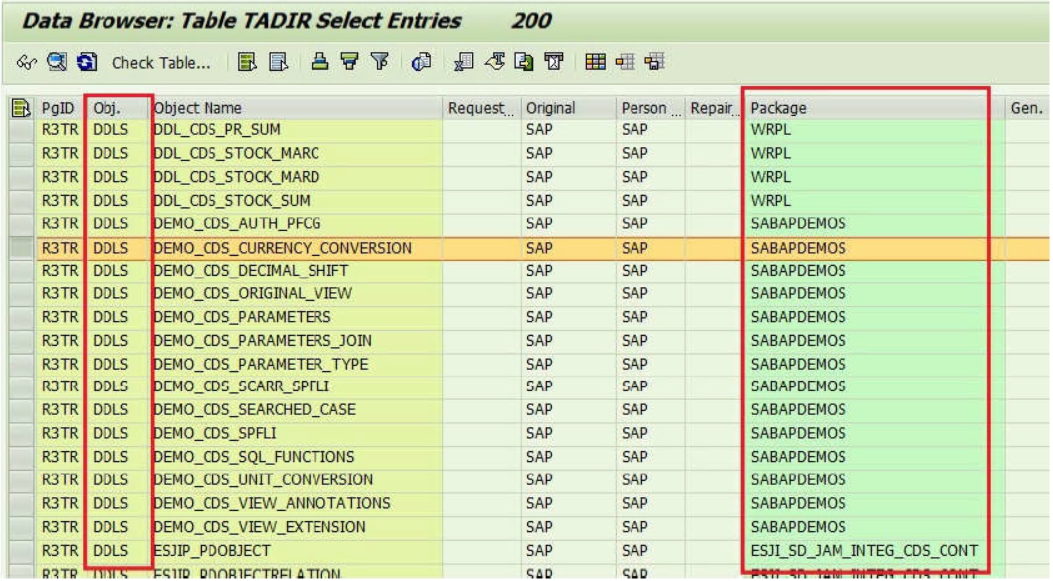 Data Browser: Table TADIR Select Entries 200
Check Table...
PgID Obj. Object Name Request... Original Person ... Repair... Package Gen.
R3TR DDLS DDL_CDS_PR_SUM SAP SAP WRPL
R3TR DDLS DDL_CDS_STOCK_MARC SAP SAP WRPL
R3TR DDLS DDL_CDS_STOCK_MARD SAP SAP WRPL
R3TR DDLS DDL_CDS_STOCK_SUM SAP SAP WRPL
R3TR DDLS DEMO_CDS_AUTH_PFCG SAP SAP SABAPDEMOS
R3TR DDLS DEMO_CDS_CURRENCY_CONVERSION SAP SAP SABAPDEMOS
R3TR DDLS DEMO_CDS_DECIMAL_SHIFT SAP SAP SABAPDEMOS
R3TR DDLS DEMO_CDS_ORIGINAL_VIEW SAP SAP SABAPDEMOS
R3TR DDLS DEMO_CDS_PARAMETERS SAP SAP SABAPDEMOS
R3TR DDLS DEMO_CDS_PARAMETERS_JOIN SAP SAP SABAPDEMOS
R3TR DDLS DEMO_CDS_PARAMETER_TYPE SAP SAP SABAPDEMOS
R3TR DDLS DEMO_CDS_SCARR_SPFLI SAP SAP SABAPDEMOS
R3TR DDLS DEMO_CDS_SEARCHED_CASE SAP SAP SABAPDEMOS
R3TR DDLS DEMO_CDS_SPFLI SAP SAP SABAPDEMOS
R3TR DDLS DEMO_CDS_SQL_FUNCTIONS SAP SAP SABAPDEMOS
R3TR DDLS DEMO_CDS_UNIT_CONVERSION SAP SAP SABAPDEMOS
R3TR DDLS DEMO_CDS_VIEW_ANNOTATIONS SAP SAP SABAPDEMOS
R3TR DDLS DEMO_CDS_VIEW_EXTENSION SAP SAP SABAPDEMOS
R3TR DDLS ESJIP_PDOBJECT SAP SAP ESJI_SD_JAM_INTEG_CDS_CONT
R3TR DDLS ESJIP_PDOBJECTRELATION SAP SAP ESJI_SD_JAM_INTEG_CDS_CONT